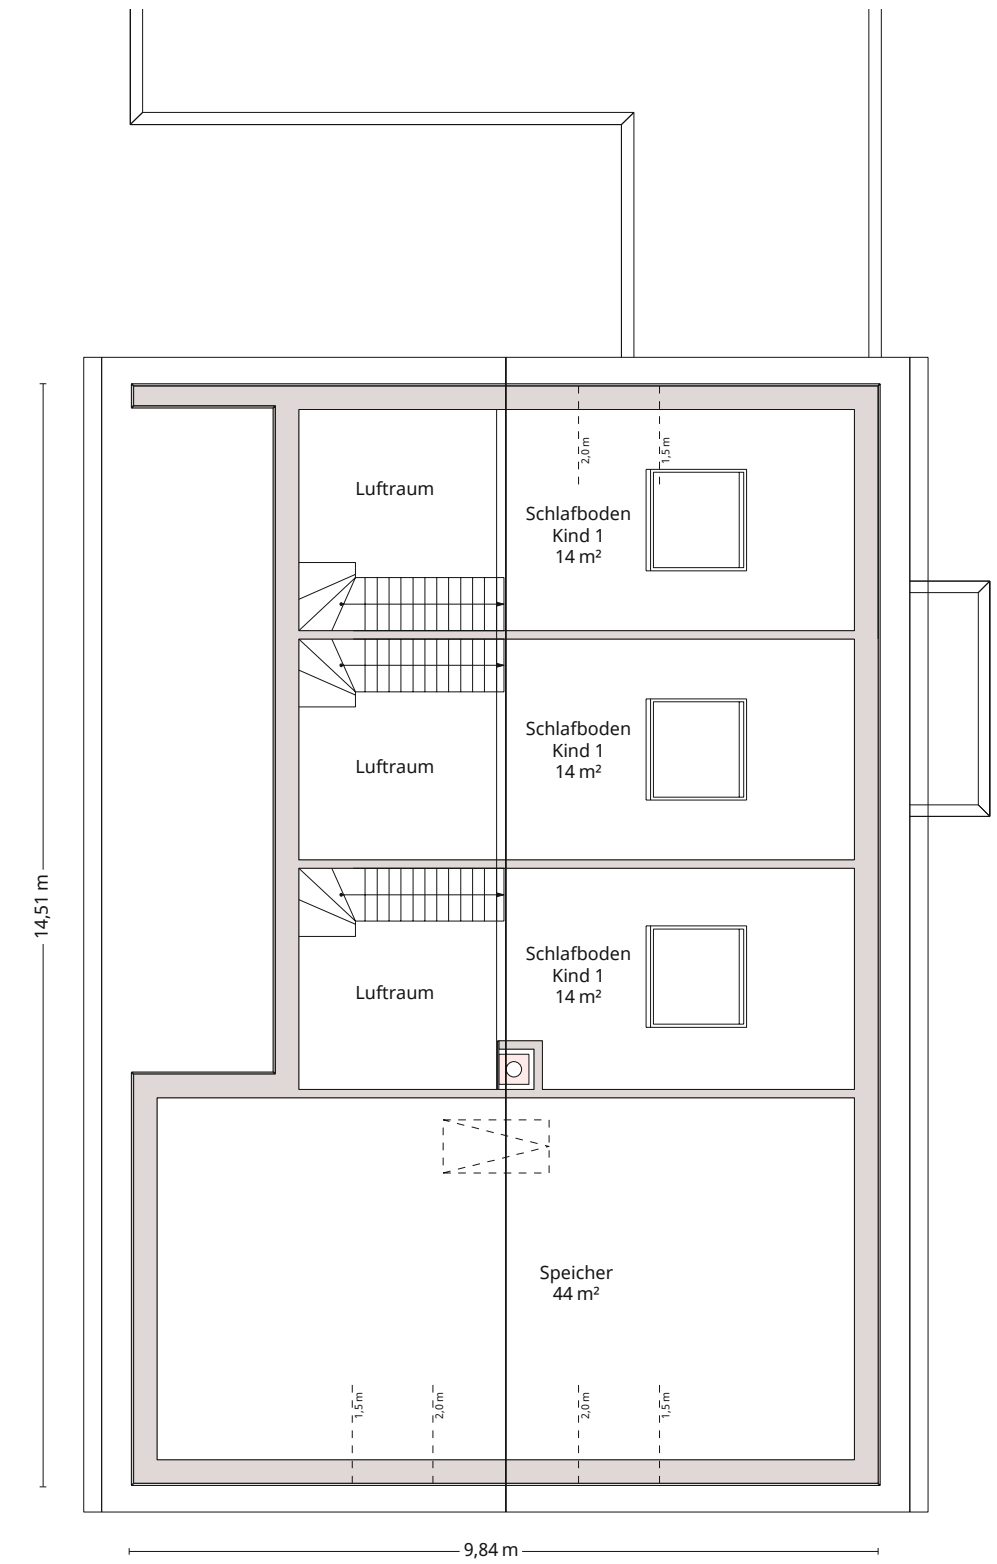 2,0 m
1,5 m
Luftraum
Schlafboden
Kind 1
14 m²
Schlafboden
Kind 1
14 m²
Luftraum
14,51 m
Schlafboden
Kind 1
14 m²
Luftraum
Speicher
44 m²
1,5 m
2,0 m
2,0 m
1,5 m
9,84 m